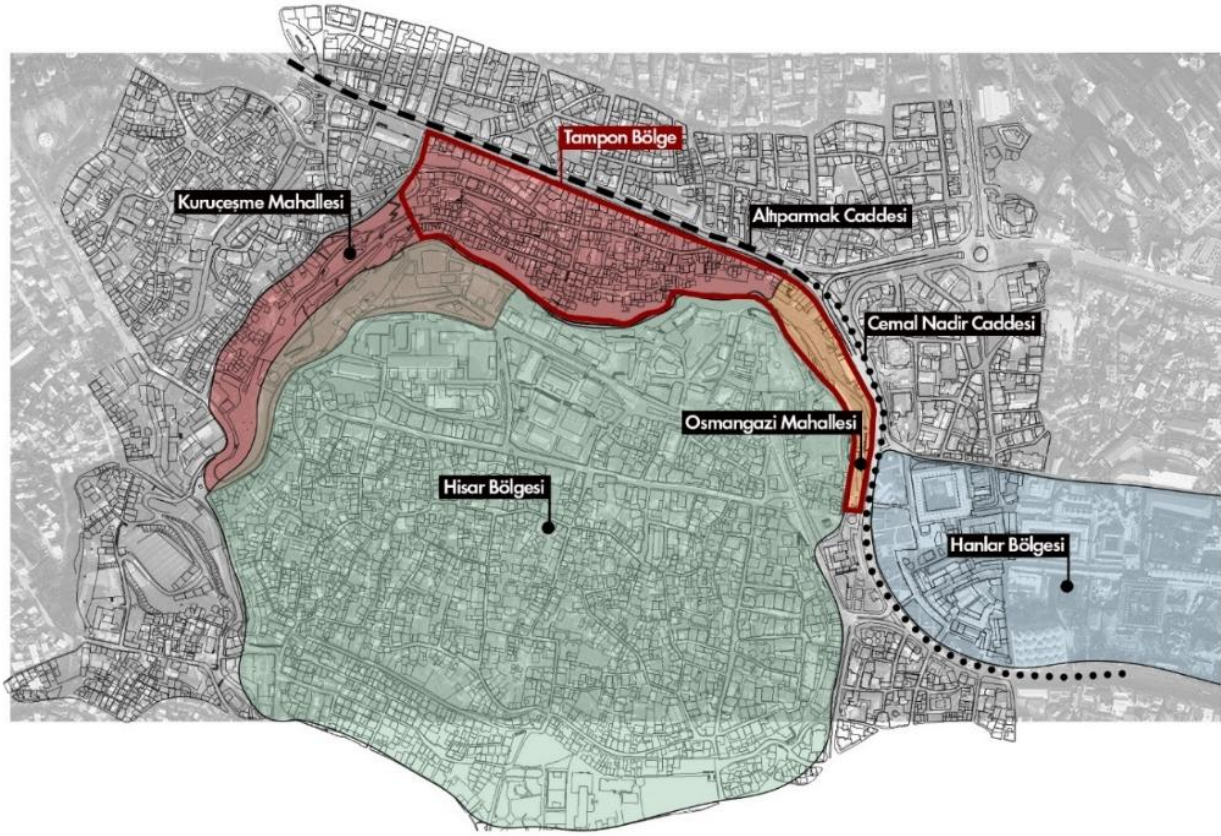 Tampon Bölge
Kuruçeşme Mahallesi
Altıparmak Caddesi
Cemal Nadir Caddesi
Osmangazi Mahallesi
Hisar Bölgesi
Hanlar Bölgesi